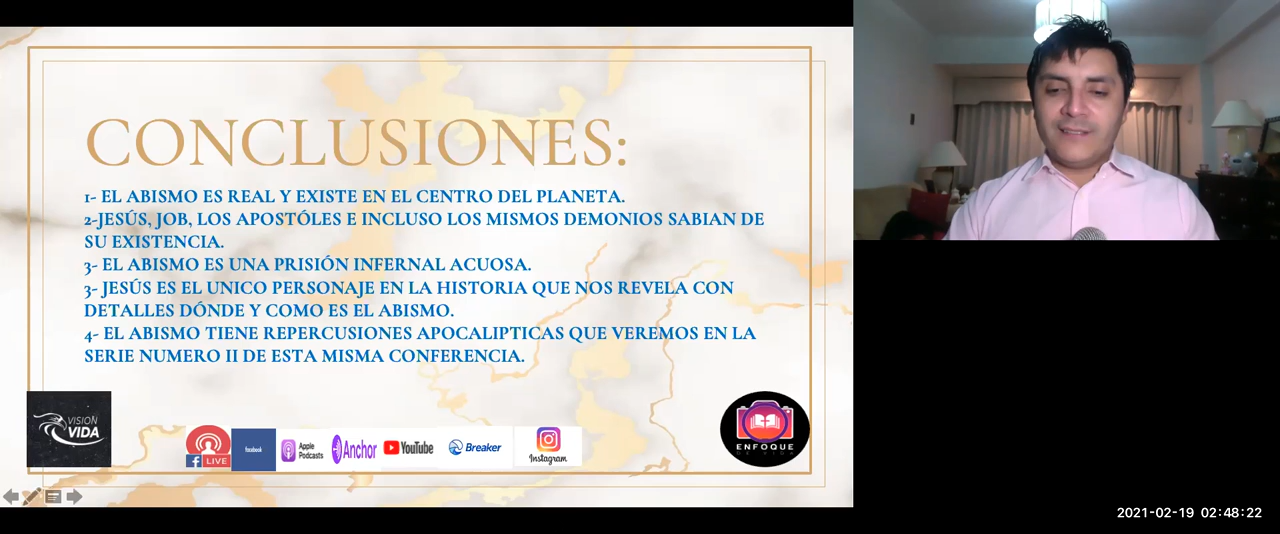 CONCLUSIONES:
1- EL ABISMO ES REAL Y EXISTE EN EL CENTRO DEL PLANETA.
2-JESÚS, JOB, LOS APOSTÓLES E INCLUSO LOS MISMOS DEMONIOS SABIAN DE
SU EXISTENCIA.
3- EL ABISMO ES UNA PRISIÓN INFERNAL ACUOSA.
3- JESÚS ES EL UNICO PERSONAJE EN LA HISTORIA QUE NOS REVELA CON
DETALLES DÓNDE Y COMO ES EL ABISMO.
4- EL ABISMO TIENE REPERCUSIONES APOCALIPTICAS QUE VEREMOS EN LA
SERIE NUMERO II DE ESTA MISMA CONFERENCIA.
VISION
VIDA
f LIVE
facebook
Apple
Podcasts
Anchor
YouTube
Breaker
Instagram
ENFOQUE
DE VIDA
2021-02-19 02:48:22